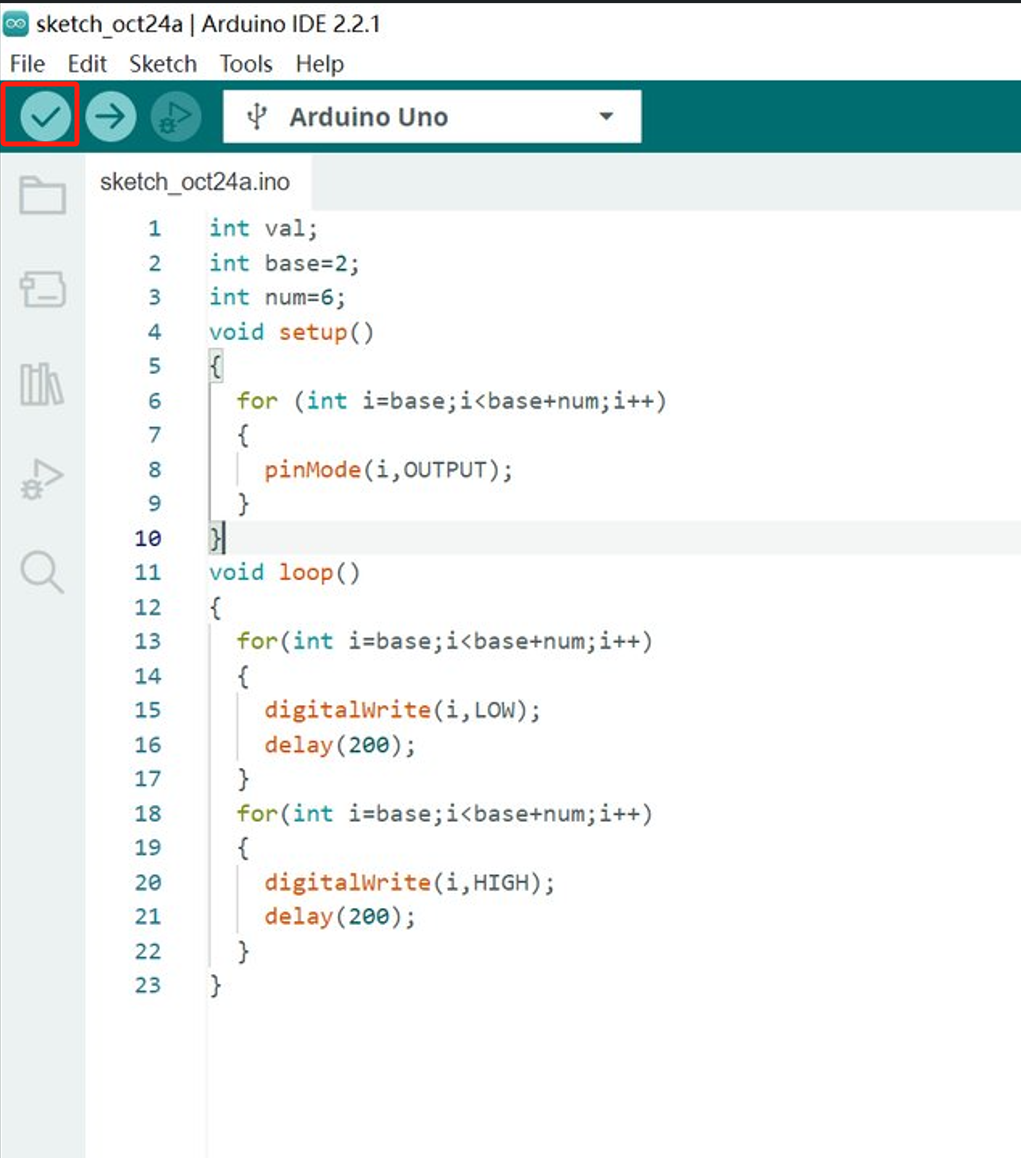 sketch_oct24a | Arduino IDE 2.2.1
File Edit Sketch Tools Help
Arduino Uno
sketch_oct24a.ino
1 int val;
2 int base=2;
3 int num=6;
4 void setup()
5 {
6 for (int i=base;i<base+num;i++)
7 {
8 pinMode(i,OUTPUT);
9 }
10 }
11 void loop()
12 {
13 for(int i=base;i<base+num;i++)
14 {
15 digitalWrite(i,LOW);
16 delay(200);
17 }
18 for(int i=base;i<base+num;i++)
19 {
20 digitalWrite(i,HIGH);
21 delay(200);
22 }
23 }